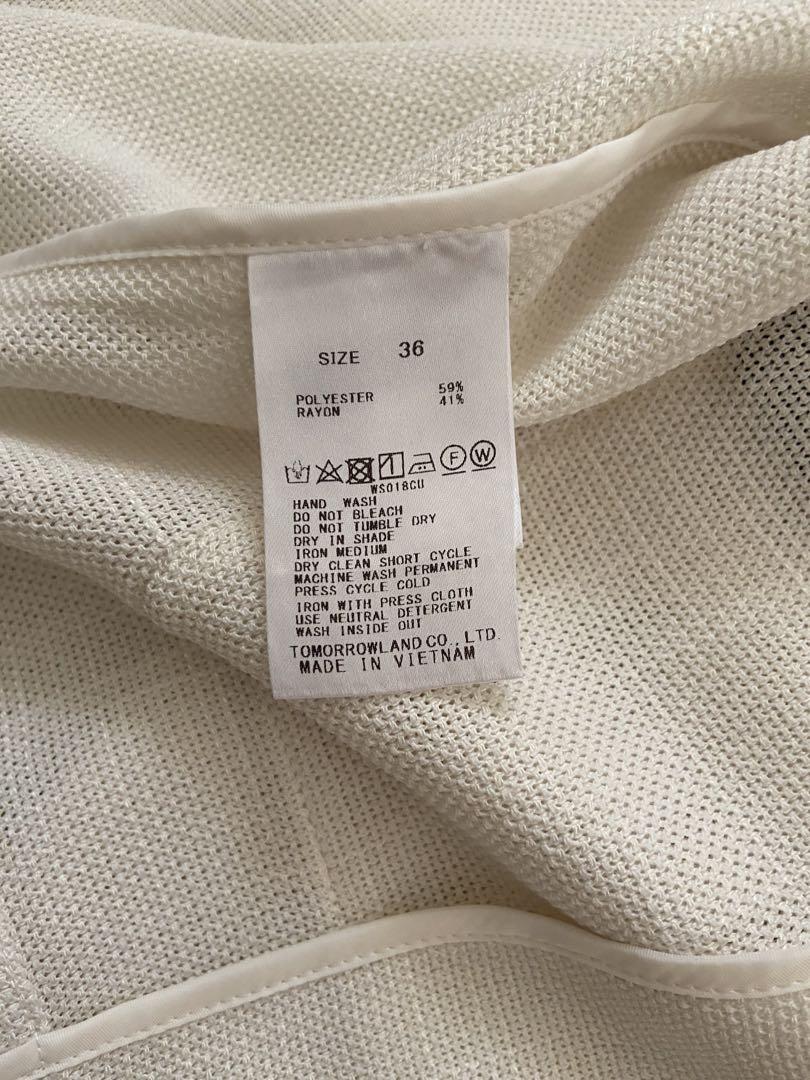 SIZE 36
POLYESTER 59%
RAYON 41%
F W
WS018CU
HAND WASH
DO NOT BLEACH
DO NOT TUMBLE DRY
DRY IN SHADE
IRON MEDIUM
DRY CLEAN SHORT CYCLE
MACHINE WASH PERMANENT
PRESS CYCLE COLD
IRON WITH PRESS CLOTH
USE NEUTRAL DETERGENT
WASH INSIDE OUT
TOMORROWLAND CO., LTD.
MADE IN VIETNAM